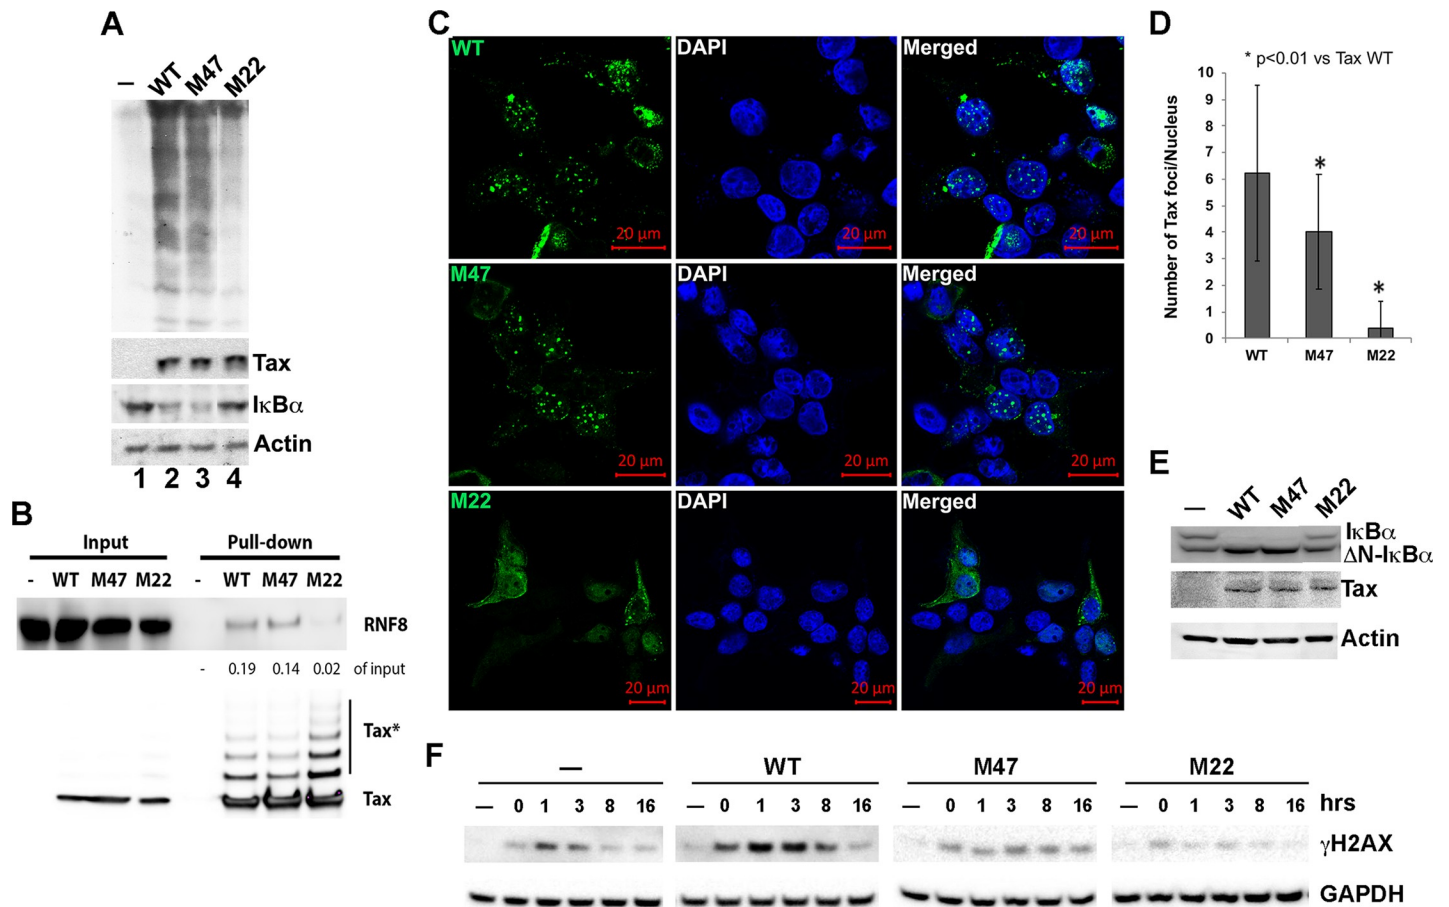 A
— WT M47 M22
Tax
IκBα
Actin
1 2 3 4
B
Input Pull-down
- WT M47 M22 - WT M47 M22
RNF8
- 0.19 0.14 0.02 of input
Tax*
Tax
C
WT DAPI Merged
20 μm 20 μm 20 μm
M47 DAPI Merged
20 μm 20 μm 20 μm
M22 DAPI Merged
20 μm 20 μm 20 μm
D
* p<0.01 vs Tax WT
Number of Tax foci/Nucleus
10
9
8
7
6
5
4
3
2
1
0
*
*
WT M47 M22
E
— WT M47 M22
IκBα
ΔN-IκBα
Tax
Actin
F
— WT M47 M22
— 0 1 3 8 16 — 0 1 3 8 16 — 0 1 3 8 16 — 0 1 3 8 16 hrs
γH2AX
GAPDH